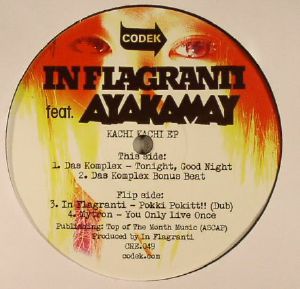 CODEK
IN FLAGRANTI
feat. AYAKAMAY
KACHI KACHI EP
This side:
1. Das Komplex – Tonight, Good Night
2. Das Komplex Bonus Beat
Flip side:
3. In Flagranti – Pokki Pokitt!! (Dub)
4. Mytron – You Only Live Once
Publishing: Top of The Month Music (ASCAP)
Produced by In Flagranti
CRE.049
codek.com